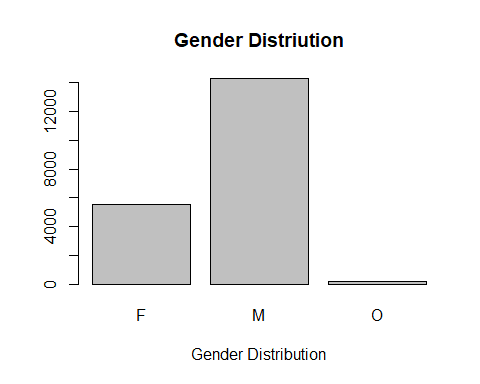 Gender Distriution
12000
8000
4000
0
F M O
Gender Distribution